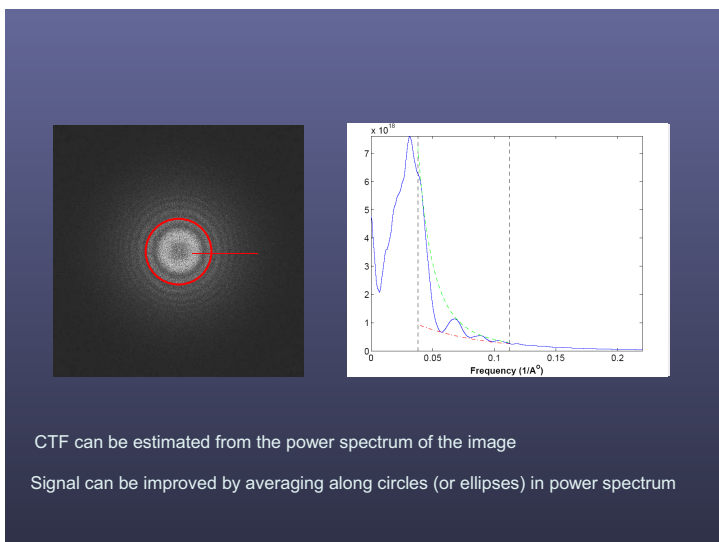 x 10^18
7
6
5
4
3
2
1
0
0 0.05 0.1 0.15 0.2
Frequency (1/A^o)
CTF can be estimated from the power spectrum of the image
Signal can be improved by averaging along circles (or ellipses) in power spectrum